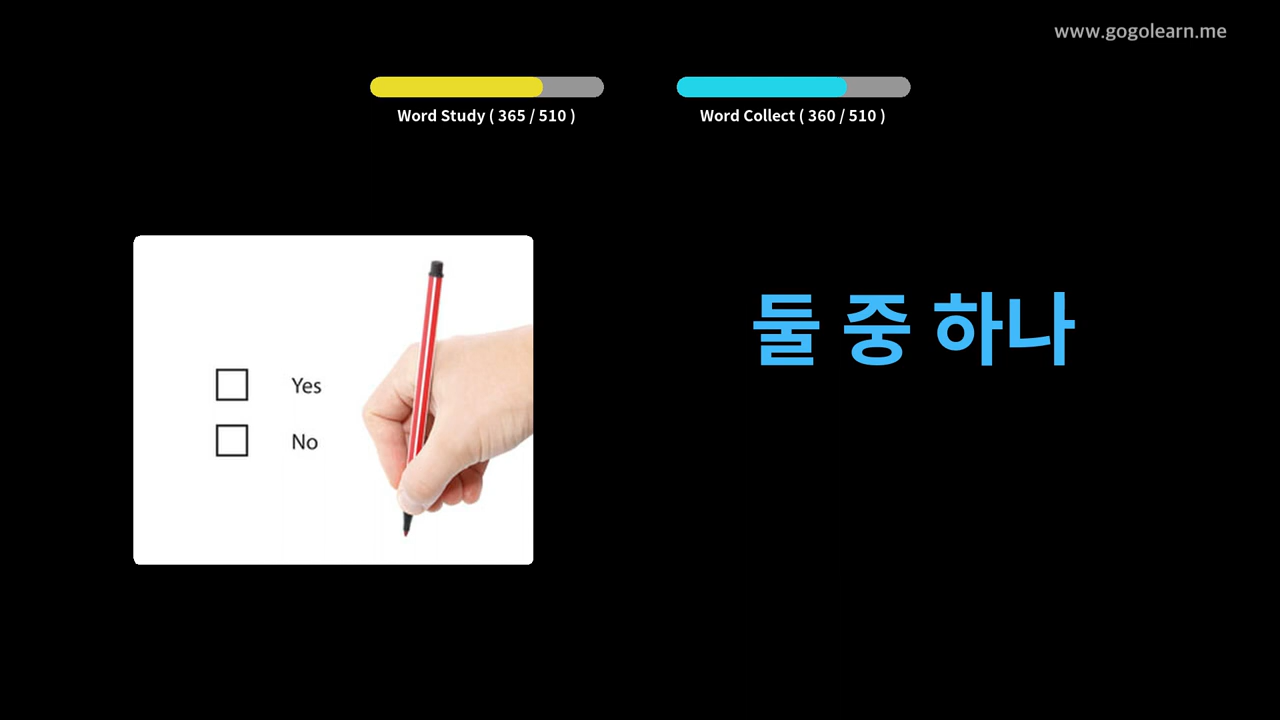 www.gogolearn.me
Word Study ( 365 / 510 )
Word Collect ( 360 / 510 )
둘 중 하나
Yes
No